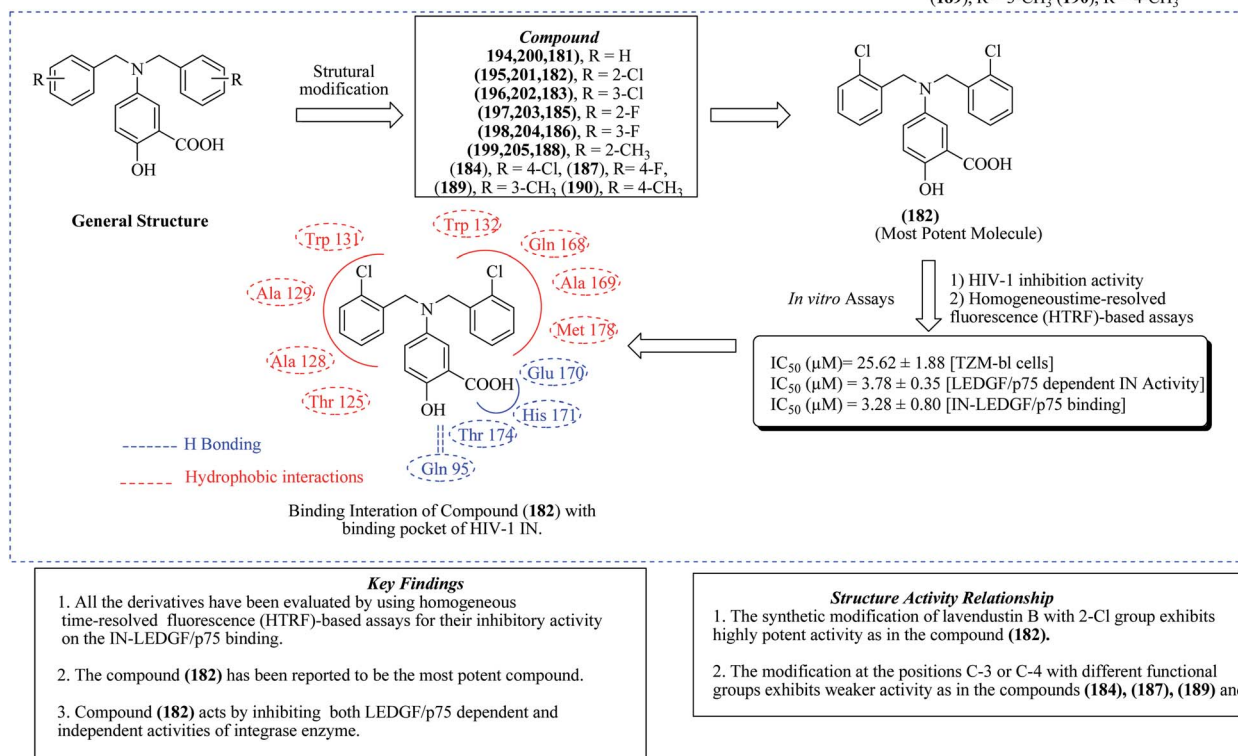 (189), R = 3-CH3 (190), R = 4-CH3
R
N
R
COOH
OH
General Structure
Strutural
modification
Compound
194,200,181), R = H
(195,201,182), R = 2-Cl
(196,202,183), R = 3-Cl
(197,203,185), R = 2-F
(198,204,186), R = 3-F
(199,205,188), R = 2-CH3
(184), R = 4-Cl, (187), R= 4-F,
(189), R = 3-CH3 (190), R = 4-CH3
Cl
Cl
N
COOH
OH
(182)
(Most Potent Molecule)
In vitro Assays
1) HIV-1 inhibition activity
2) Homogeneoustime-resolved
fluorescence (HTRF)-based assays
IC50 (µM)= 25.62 ± 1.88 [TZM-bl cells]
IC50 (µM) = 3.78 ± 0.35 [LEDGF/p75 dependent IN Activity]
IC50 (µM) = 3.28 ± 0.80 [IN-LEDGF/p75 binding]
Trp 131
Trp 132
Gln 168
Ala 129
Ala 169
Met 178
Ala 128
Thr 125
Cl
Cl
N
COOH
OH
Glu 170
His 171
Thr 174
Gln 95
H Bonding
Hydrophobic interactions
Binding Interation of Compound (182) with
binding pocket of HIV-1 IN.
Key Findings
1. All the derivatives have been evaluated by using homogeneous
time-resolved fluorescence (HTRF)-based assays for their inhibitory activity
on the IN-LEDGF/p75 binding.
2. The compound (182) has been reported to be the most potent compound.
3. Compound (182) acts by inhibiting both LEDGF/p75 dependent and
independent activities of integrase enzyme.
Structure Activity Relationship
1. The synthetic modification of lavendustin B with 2-Cl group exhibits
highly potent activity as in the compound (182).
2. The modification at the positions C-3 or C-4 with different functional
groups exhibits weaker activity as in the compounds (184), (187), (189) an